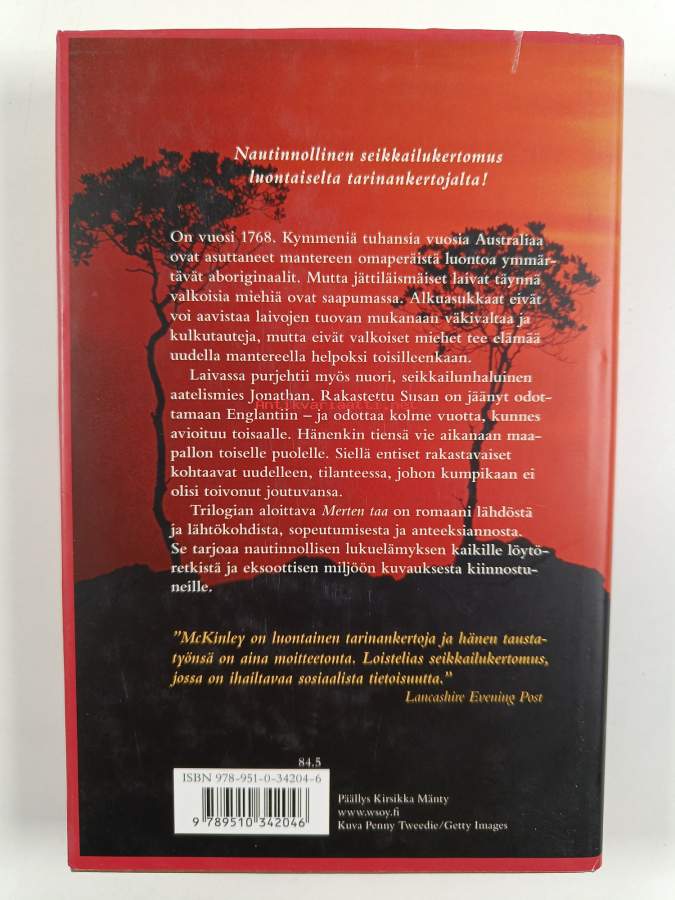 Nautinnollinen seikkailukertomus
luontaiselta tarinankertojalta!
On vuosi 1768. Kymmeniä tuhansia vuosia Australiaa
ovat asuttaneet mantereen omaperäistä luontoa ymmär-
tävät aboriginaalit. Mutta jättiläismäiset laivat täynnä
valkoisia miehiä ovat saapumassa. Alkuasukkaat eivät
voi aavistaa laivojen tuovan mukanaan väkivaltaa ja
kulkutauteja, mutta eivät valkoiset miehet tee elämää
uudella mantereella helpoksi toisilleenkaan.
Laivassa purjehtii myös nuori, seikkailunhaluinen
aatelismies Jonathan. Rakastettu Susan on jäänyt odot-
tamaan Englantiin – ja odottaa kolme vuotta, kunnes
avioituu toisaalle. Hänenkin tiensä vie aikanaan maa-
pallon toiselle puolelle. Siellä entiset rakastavaiset
kohtaavat uudelleen, tilanteessa, johon kumpikaan ei
olisi toivonut joutuvansa.
Trilogian aloittava Merten taa on romaani lähdöstä
ja lähtökohdista, sopeutumisesta ja anteeksiannosta.
Se tarjoaa nautinnollisen lukuelämyksen kaikille löytö-
retkistä ja eksoottisen miljöön kuvauksesta kiinnostu-
neille.
"McKinley on luontainen tarinankertoja ja hänen tausta-
työnsä on aina moitteetonta. Loistelias seikkailukertomus,
jossa on ihailtavaa sosiaalista tietoisuutta."
Lancashire Evening Post
84.5
ISBN 978-951-0-34204-6
9 789510 342046
Päällys Kirsikka Mänty
www.wsoy.fi
Kuva Penny Tweedie/Getty Images